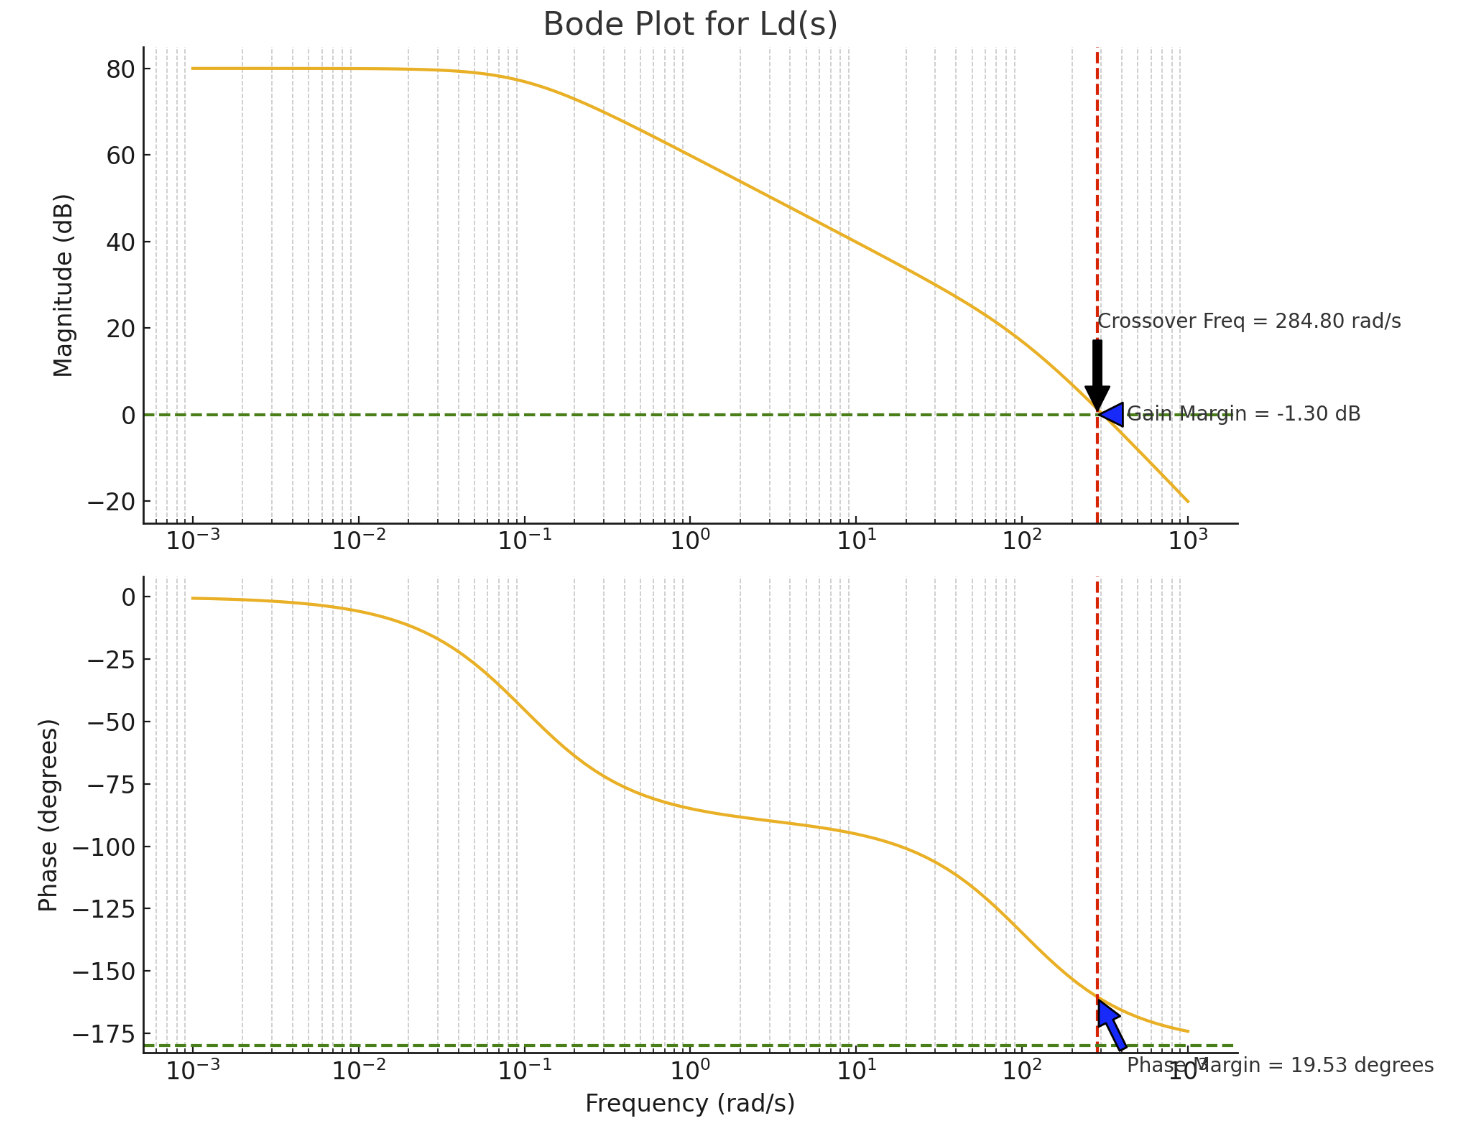 Bode Plot for Ld(s)
Magnitude (dB)
80
60
40
20
0
−20
Crossover Freq = 284.80 rad/s
Gain Margin = -1.30 dB
10⁻³ 10⁻² 10⁻¹ 10⁰ 10¹ 10² 10³
Phase (degrees)
0
−25
−50
−75
−100
−125
−150
−175
10⁻³ 10⁻² 10⁻¹ 10⁰ 10¹ 10² 10³
Phase Margin = 19.53 degrees
Frequency (rad/s)